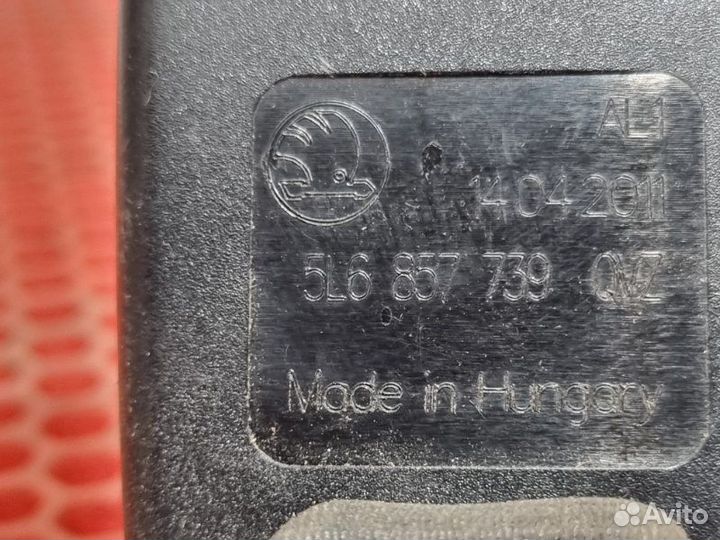 AL1
14.04.2011
5L6 857 739 QVZ
Made in Hungary
Avito